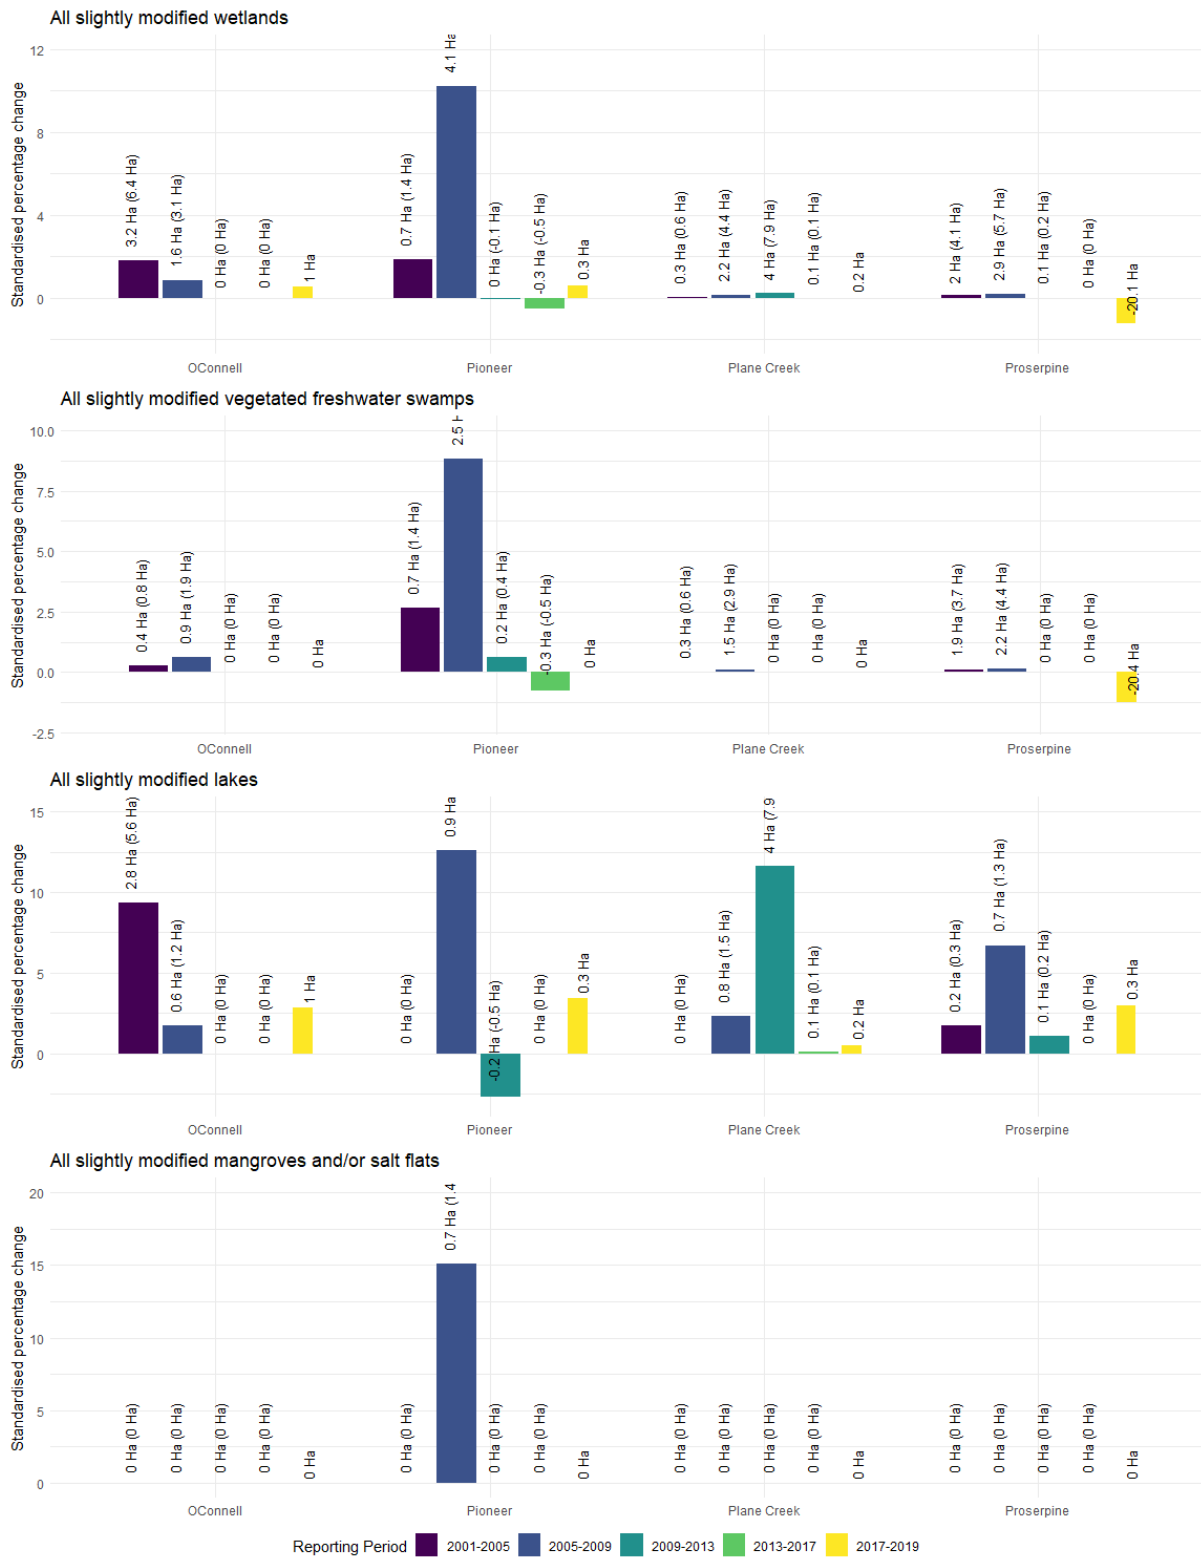 All slightly modified wetlands
Standardised percentage change
12
8
4
0
3.2 Ha (6.4 Ha)
1.6 Ha (3.1 Ha)
0 Ha (0 Ha)
0 Ha (0 Ha)
1 Ha
0.7 Ha (1.4 Ha)
4.1 Ha
0 Ha (-0.1 Ha)
-0.3 Ha (-0.5 Ha)
0.3 Ha
0.3 Ha (0.6 Ha)
2.2 Ha (4.4 Ha)
4 Ha (7.9 Ha)
0.1 Ha (0.1 Ha)
0.2 Ha
2 Ha (4.1 Ha)
2.9 Ha (5.7 Ha)
0.1 Ha (0.2 Ha)
0 Ha (0 Ha)
-20.1 Ha
OConnell
Pioneer
Plane Creek
Proserpine
All slightly modified vegetated freshwater swamps
Standardised percentage change
10.0
7.5
5.0
2.5
0.0
-2.5
0.4 Ha (0.8 Ha)
0.9 Ha (1.9 Ha)
0 Ha (0 Ha)
0 Ha (0 Ha)
0 Ha
0.7 Ha (1.4 Ha)
2.5 H
0.2 Ha (0.4 Ha)
-0.3 Ha (-0.5 Ha)
0 Ha
0.3 Ha (0.6 Ha)
1.5 Ha (2.9 Ha)
0 Ha (0 Ha)
0 Ha (0 Ha)
0 Ha
1.9 Ha (3.7 Ha)
2.2 Ha (4.4 Ha)
0 Ha (0 Ha)
0 Ha (0 Ha)
-20.4 Ha
OConnell
Pioneer
Plane Creek
Proserpine
All slightly modified lakes
Standardised percentage change
15
10
5
0
2.8 Ha (5.6 Ha)
0.6 Ha (1.2 Ha)
0 Ha (0 Ha)
0 Ha (0 Ha)
1 Ha
0 Ha (0 Ha)
0.9 Ha
-0.2 Ha (-0.5 Ha)
0 Ha (0 Ha)
0.3 Ha
0 Ha (0 Ha)
0.8 Ha (1.5 Ha)
4 Ha (7.9
0.1 Ha (0.1 Ha)
0.2 Ha
0.2 Ha (0.3 Ha)
0.7 Ha (1.3 Ha)
0.1 Ha (0.2 Ha)
0 Ha (0 Ha)
0.3 Ha
OConnell
Pioneer
Plane Creek
Proserpine
All slightly modified mangroves and/or salt flats
Standardised percentage change
20
15
10
5
0
0 Ha (0 Ha)
0 Ha (0 Ha)
0 Ha (0 Ha)
0 Ha (0 Ha)
0 Ha
0 Ha (0 Ha)
0.7 Ha (1.4
0 Ha (0 Ha)
0 Ha (0 Ha)
0 Ha
0 Ha (0 Ha)
0 Ha (0 Ha)
0 Ha (0 Ha)
0 Ha (0 Ha)
0 Ha
0 Ha (0 Ha)
0 Ha (0 Ha)
0 Ha (0 Ha)
0 Ha (0 Ha)
0 Ha
OConnell
Pioneer
Plane Creek
Proserpine
Reporting Period 2001-2005 2005-2009 2009-2013 2013-2017 2017-2019